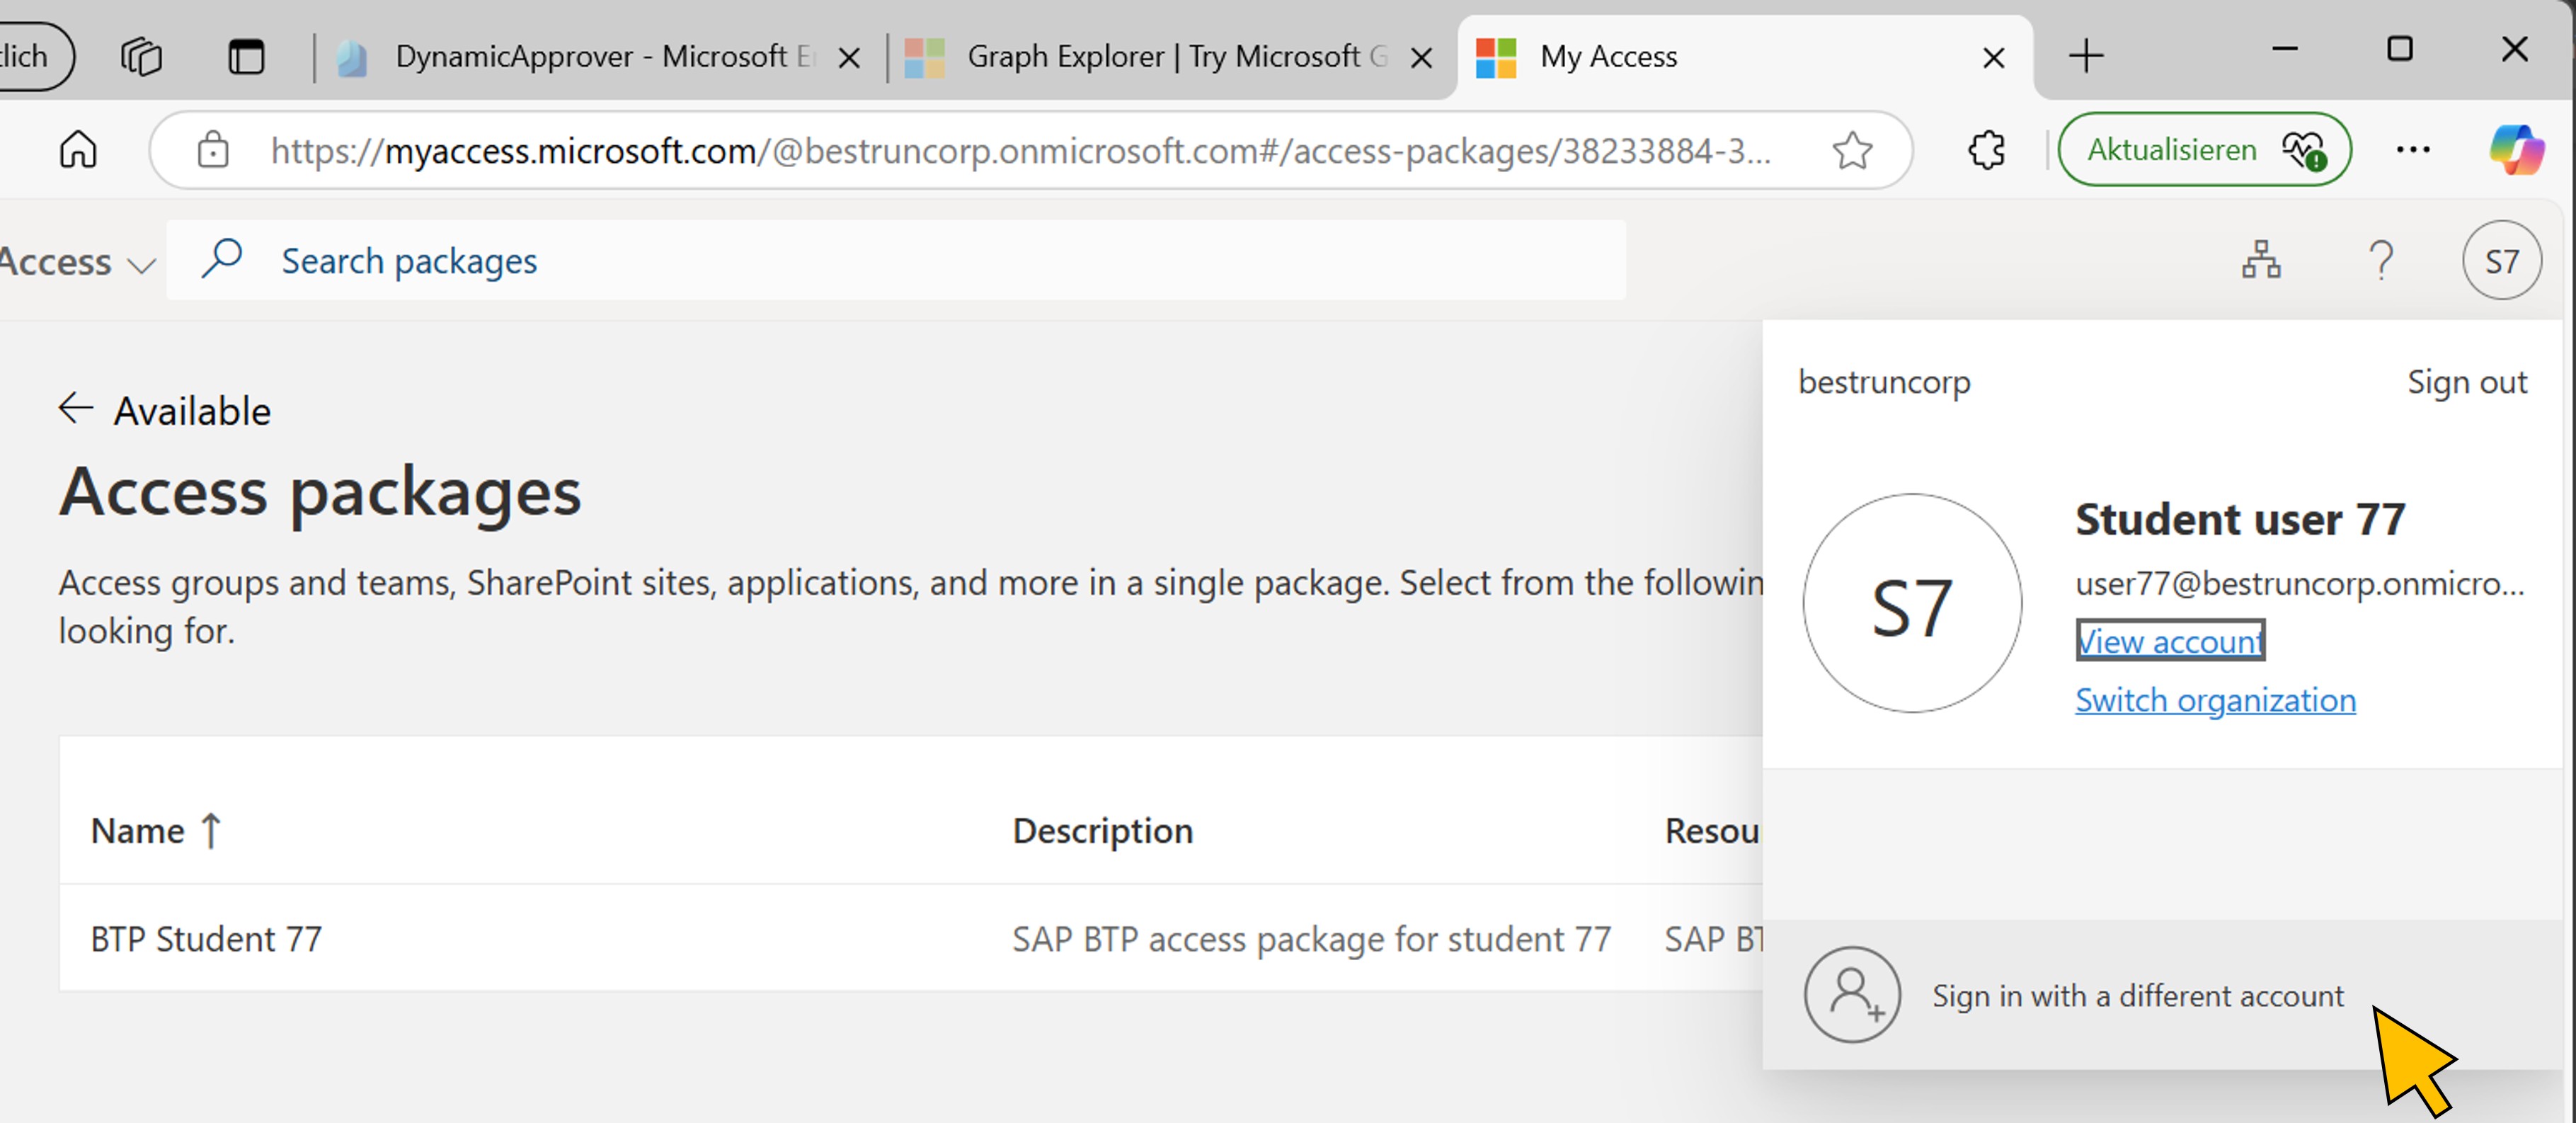 tlich
DynamicApprover - Microsoft E
Graph Explorer | Try Microsoft G
My Access
https://myaccess.microsoft.com/@bestruncorp.onmicrosoft.com#/access-packages/38233884-3...
Aktualisieren
Access
Search packages
?
S7
← Available
Access packages
Access groups and teams, SharePoint sites, applications, and more in a single package. Select from the followin
looking for.
Name ↑
Description
Resou
BTP Student 77
SAP BTP access package for student 77
SAP BT
bestruncorp
Sign out
S7
Student user 77
user77@bestruncorp.onmicro...
View account
Switch organization
Sign in with a different account